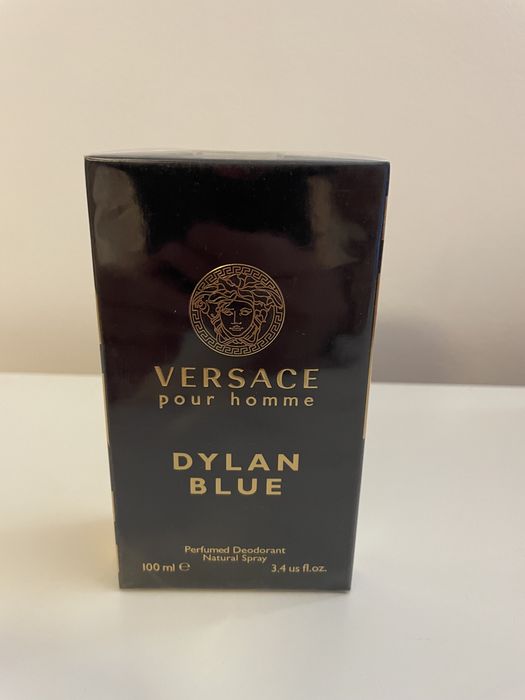 VERSACE
pour homme
DYLAN
BLUE
Perfumed Deodorant
Natural Spray
100 ml ℮ 3.4 us fl.oz.